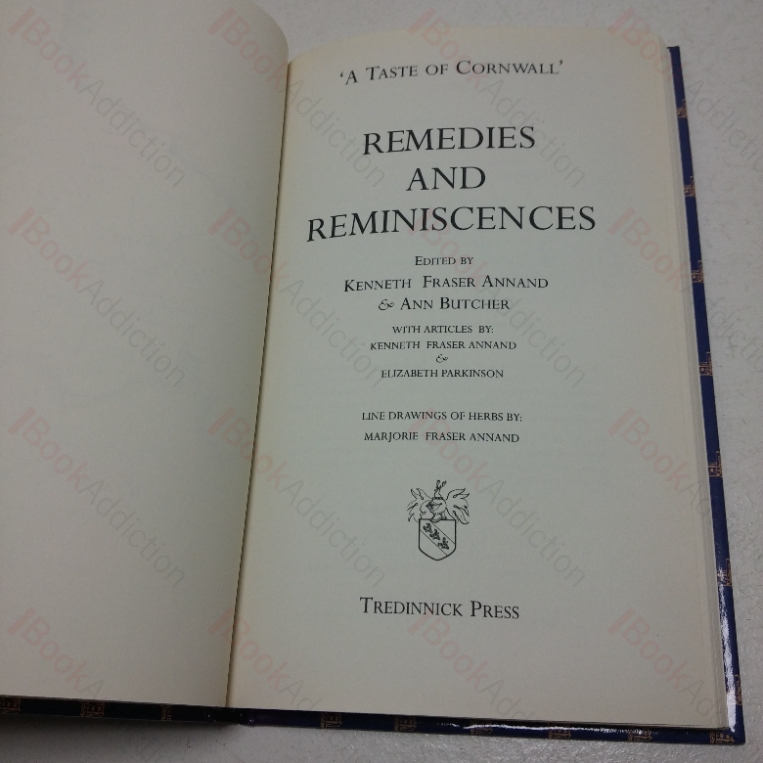 'A TASTE OF CORNWALL'
REMEDIES
AND
REMINISCENCES
EDITED BY
KENNETH FRASER ANNAND
& ANN BUTCHER
WITH ARTICLES BY:
KENNETH FRASER ANNAND
&
ELIZABETH PARKINSON
LINE DRAWINGS OF HERBS BY:
MARJORIE FRASER ANNAND
TREDINNICK PRESS
BookAddiction